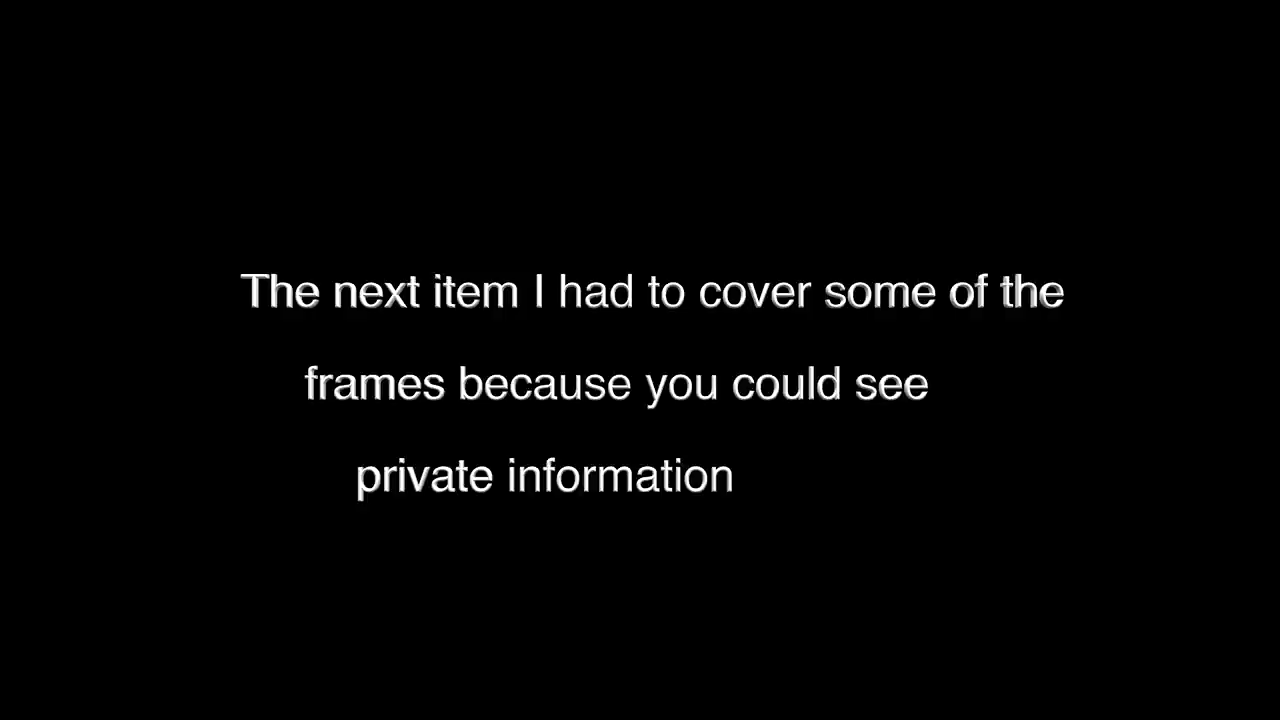 The next item I had to cover some of the
frames because you could see
private information